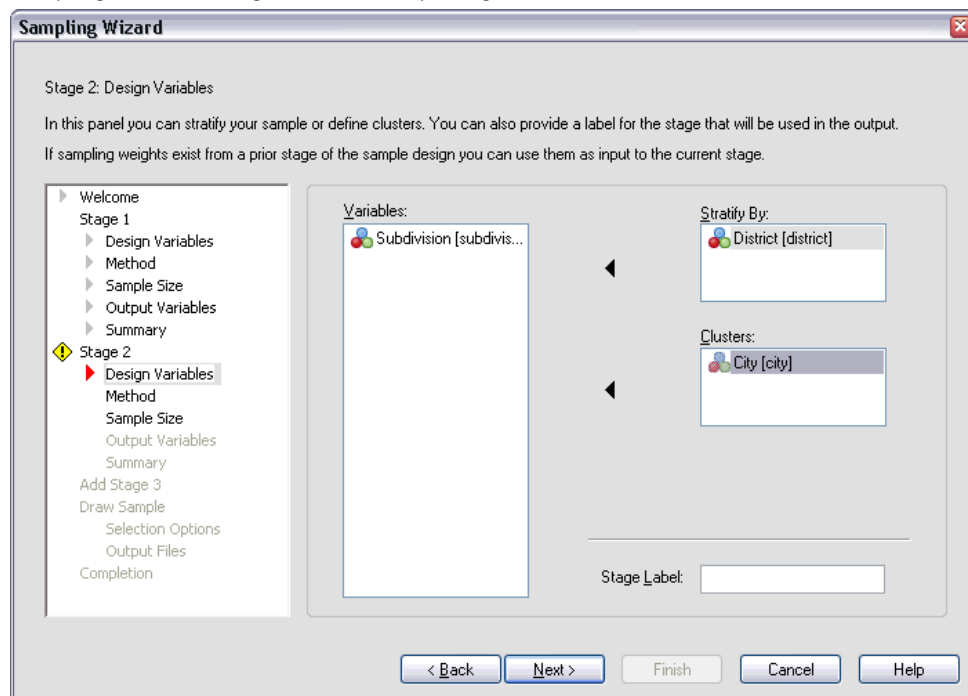 Sampling Wizard
Stage 2: Design Variables
In this panel you can stratify your sample or define clusters. You can also provide a label for the stage that will be used in the output.
If sampling weights exist from a prior stage of the sample design you can use them as input to the current stage.
Welcome
Stage 1
Design Variables
Method
Sample Size
Output Variables
Summary
Stage 2
Design Variables
Method
Sample Size
Output Variables
Summary
Add Stage 3
Draw Sample
Selection Options
Output Files
Completion
Variables:
Subdivision [subdivis...
Stratify By:
District [district]
Clusters:
City [city]
Stage Label:
< Back
Next >
Finish
Cancel
Help